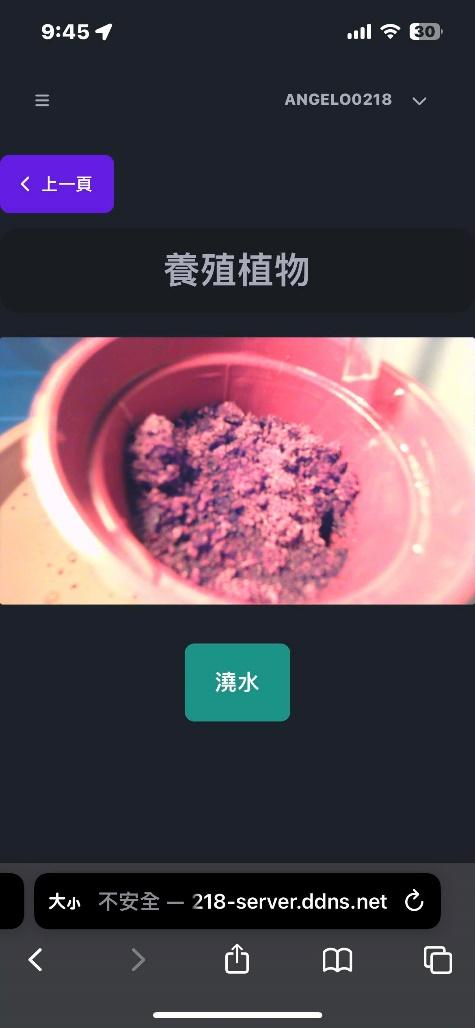 9:45
30
ANGELO0218
上一頁
養殖植物
澆水
大小 不安全 — 218-server.ddns.net